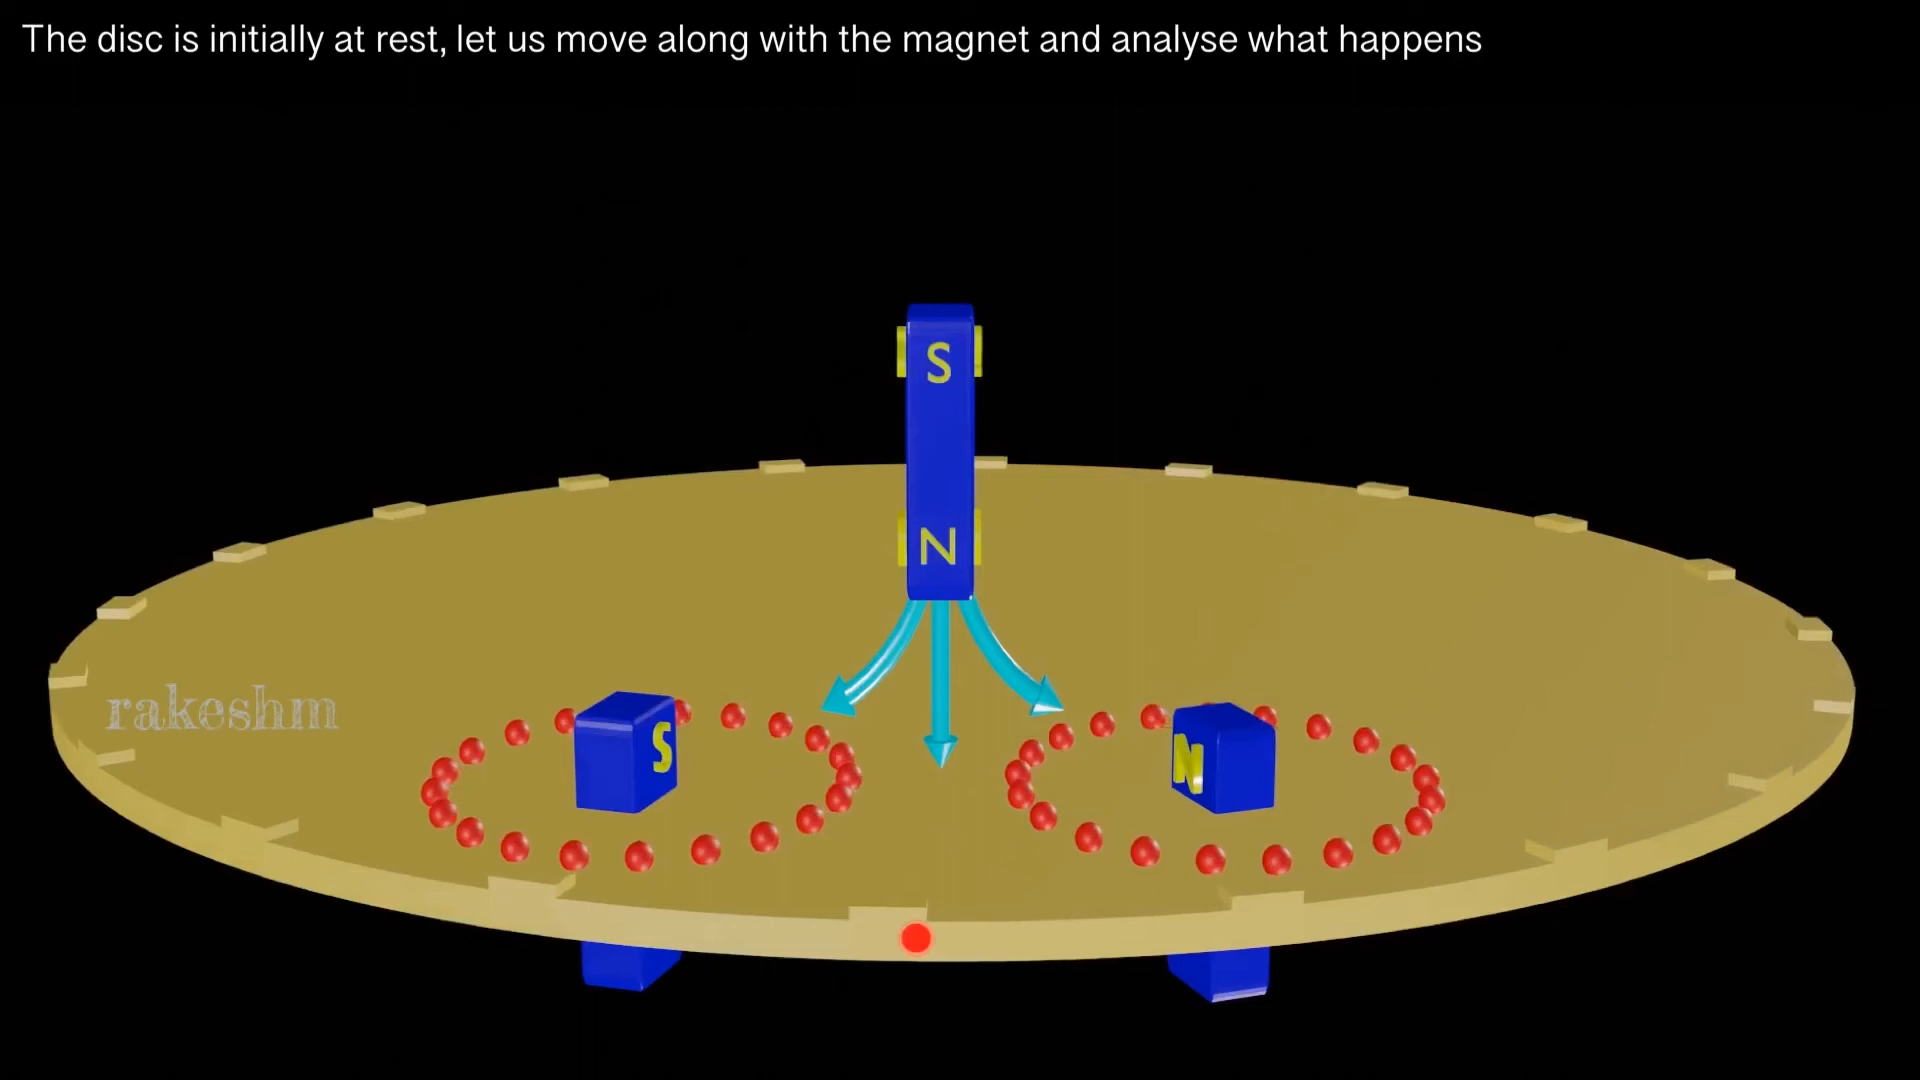 The disc is initially at rest, let us move along with the magnet and analyse what happens
S
N
rakeshm
S
N